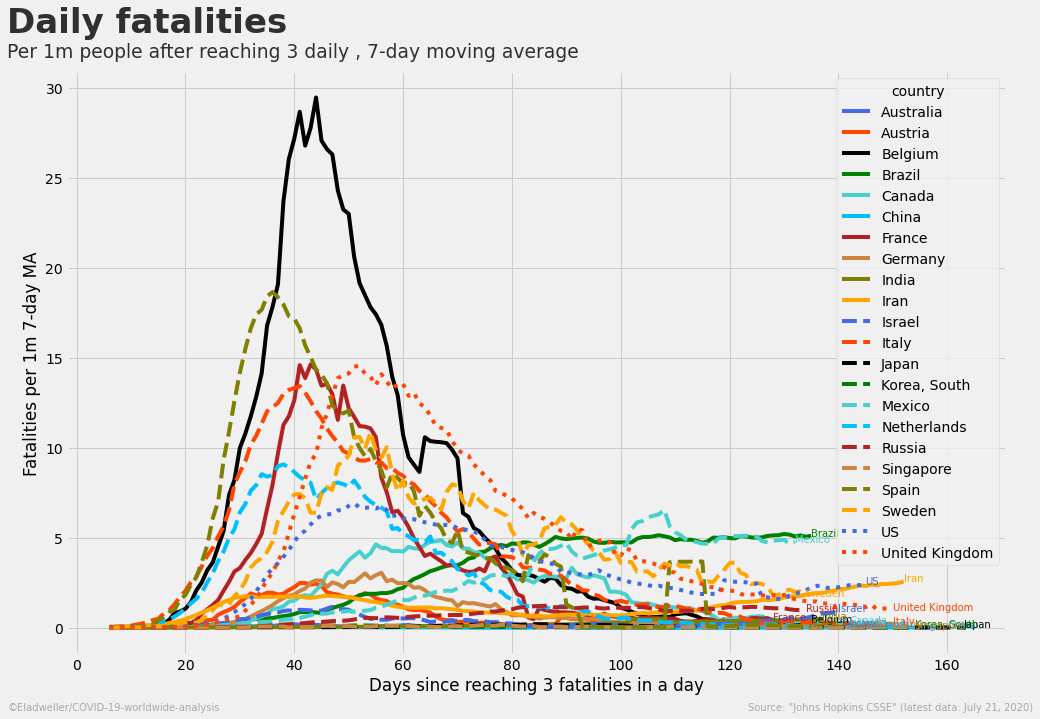 Daily fatalities
Per 1m people after reaching 3 daily , 7-day moving average
Fatalities per 1m 7-day MA
30
25
20
15
10
5
0
country
Australia
Austria
Belgium
Brazil
Canada
China
France
Germany
India
Iran
Israel
Italy
Japan
Korea, South
Mexico
Netherlands
Russia
Singapore
Spain
Sweden
US
United Kingdom
Brazil
Mexico
US
Iran
Russia
Israel
United Kingdom
France
Belgium
Canada
Italy
Korea, South
Japan
0 20 40 60 80 100 120 140 160
Days since reaching 3 fatalities in a day
©Eladweller/COVID-19-worldwide-analysis
Source: "Johns Hopkins CSSE" (latest data: July 21, 2020)